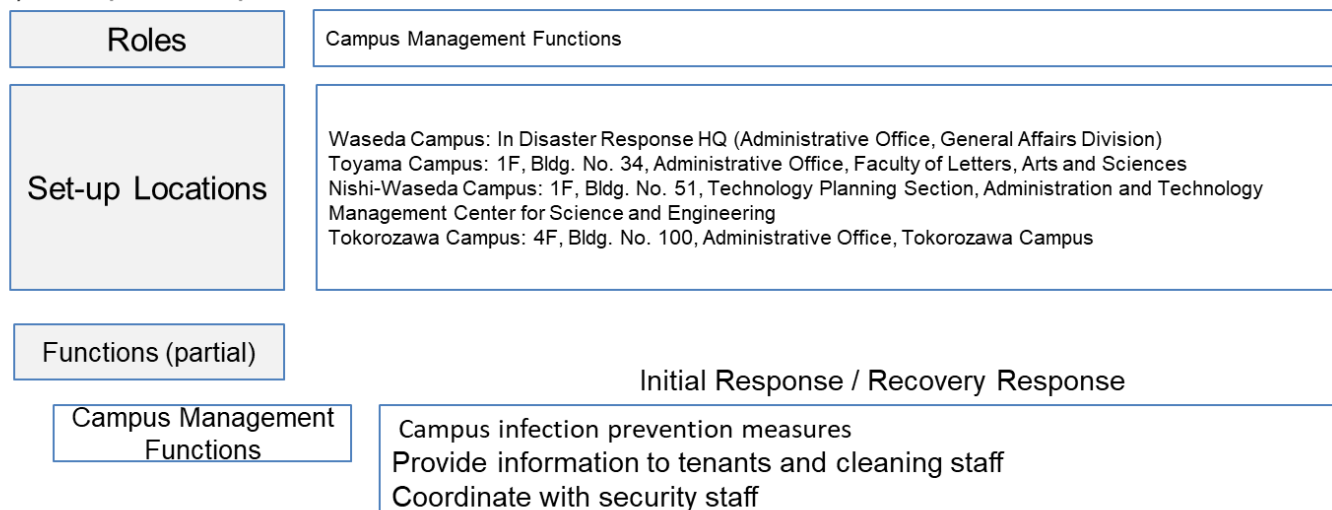 Roles
Campus Management Functions
Set-up Locations
Waseda Campus: In Disaster Response HQ (Administrative Office, General Affairs Division)
Toyama Campus: 1F, Bldg. No. 34, Administrative Office, Faculty of Letters, Arts and Sciences
Nishi-Waseda Campus: 1F, Bldg. No. 51, Technology Planning Section, Administration and Technology
Management Center for Science and Engineering
Tokorozawa Campus: 4F, Bldg. No. 100, Administrative Office, Tokorozawa Campus
Functions (partial)
Initial Response / Recovery Response
Campus Management
Functions
Campus infection prevention measures
Provide information to tenants and cleaning staff
Coordinate with security staff